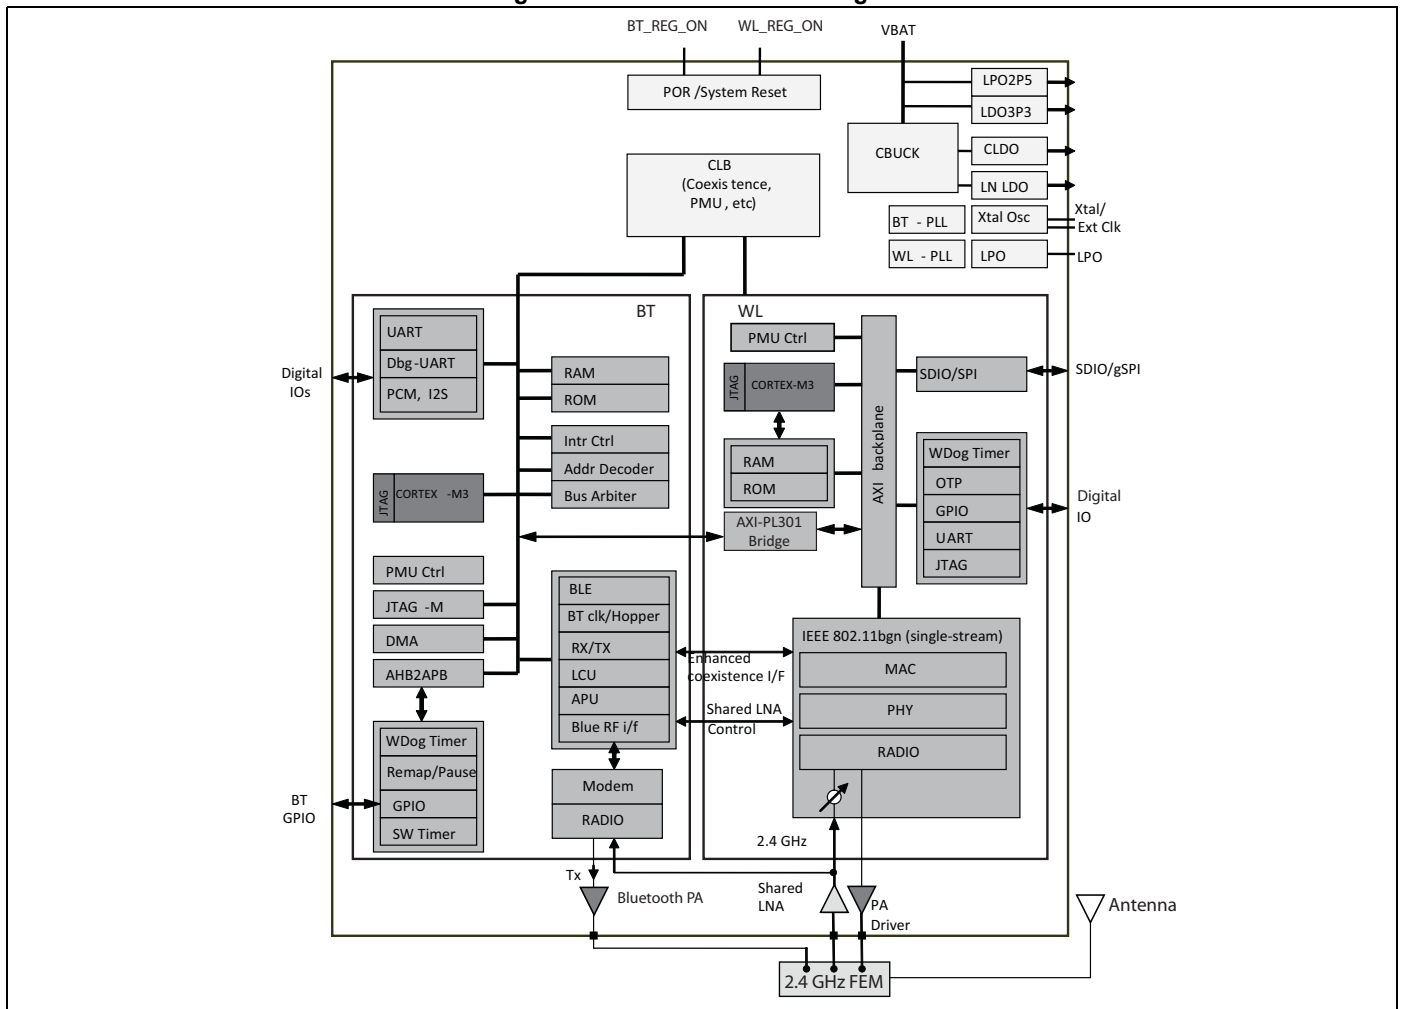 BT_REG_ON
WL_REG_ON
VBAT
POR /System Reset
LPO2P5
LDO3P3
CBUCK
CLDO
LN LDO
CLB
(Coexis tence,
PMU , etc)
BT - PLL
Xtal Osc
Xtal/
Ext Clk
WL - PLL
LPO
LPO
BT
UART
Dbg-UART
PCM, I2S
Digital
IOs
RAM
ROM
Intr Ctrl
Addr Decoder
Bus Arbiter
JTAG
CORTEX -M3
PMU Ctrl
JTAG -M
DMA
AHB2APB
WDog Timer
Remap/Pause
GPIO
SW Timer
BT
GPIO
BLE
BT clk/Hopper
RX/TX
LCU
APU
Blue RF i/f
Modem
RADIO
WL
PMU Ctrl
JTAG
CORTEX-M3
RAM
ROM
AXI-PL301
Bridge
AXI backplane
SDIO/SPI
SDIO/gSPI
WDog Timer
OTP
GPIO
UART
JTAG
Digital
IO
IEEE 802.11bgn (single-stream)
MAC
PHY
RADIO
Enhanced
coexistence I/F
Shared LNA
Control
2.4 GHz
Tx
Bluetooth PA
Shared
LNA
PA
Driver
Antenna
2.4 GHz FEM